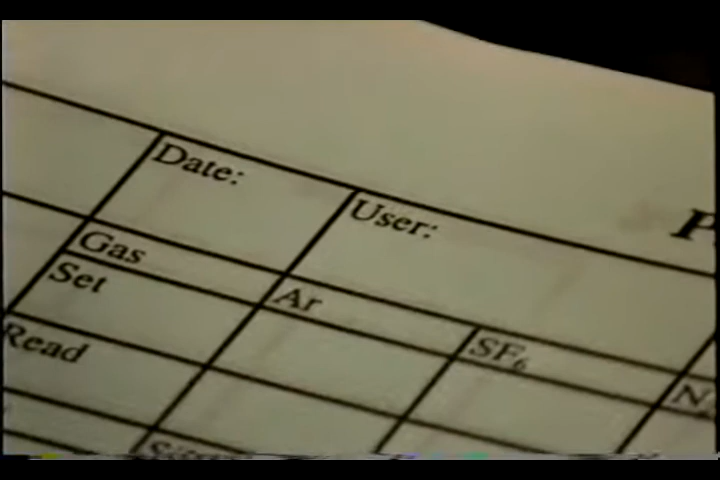 Date: User:
Gas Ar SF₆
Set
Read